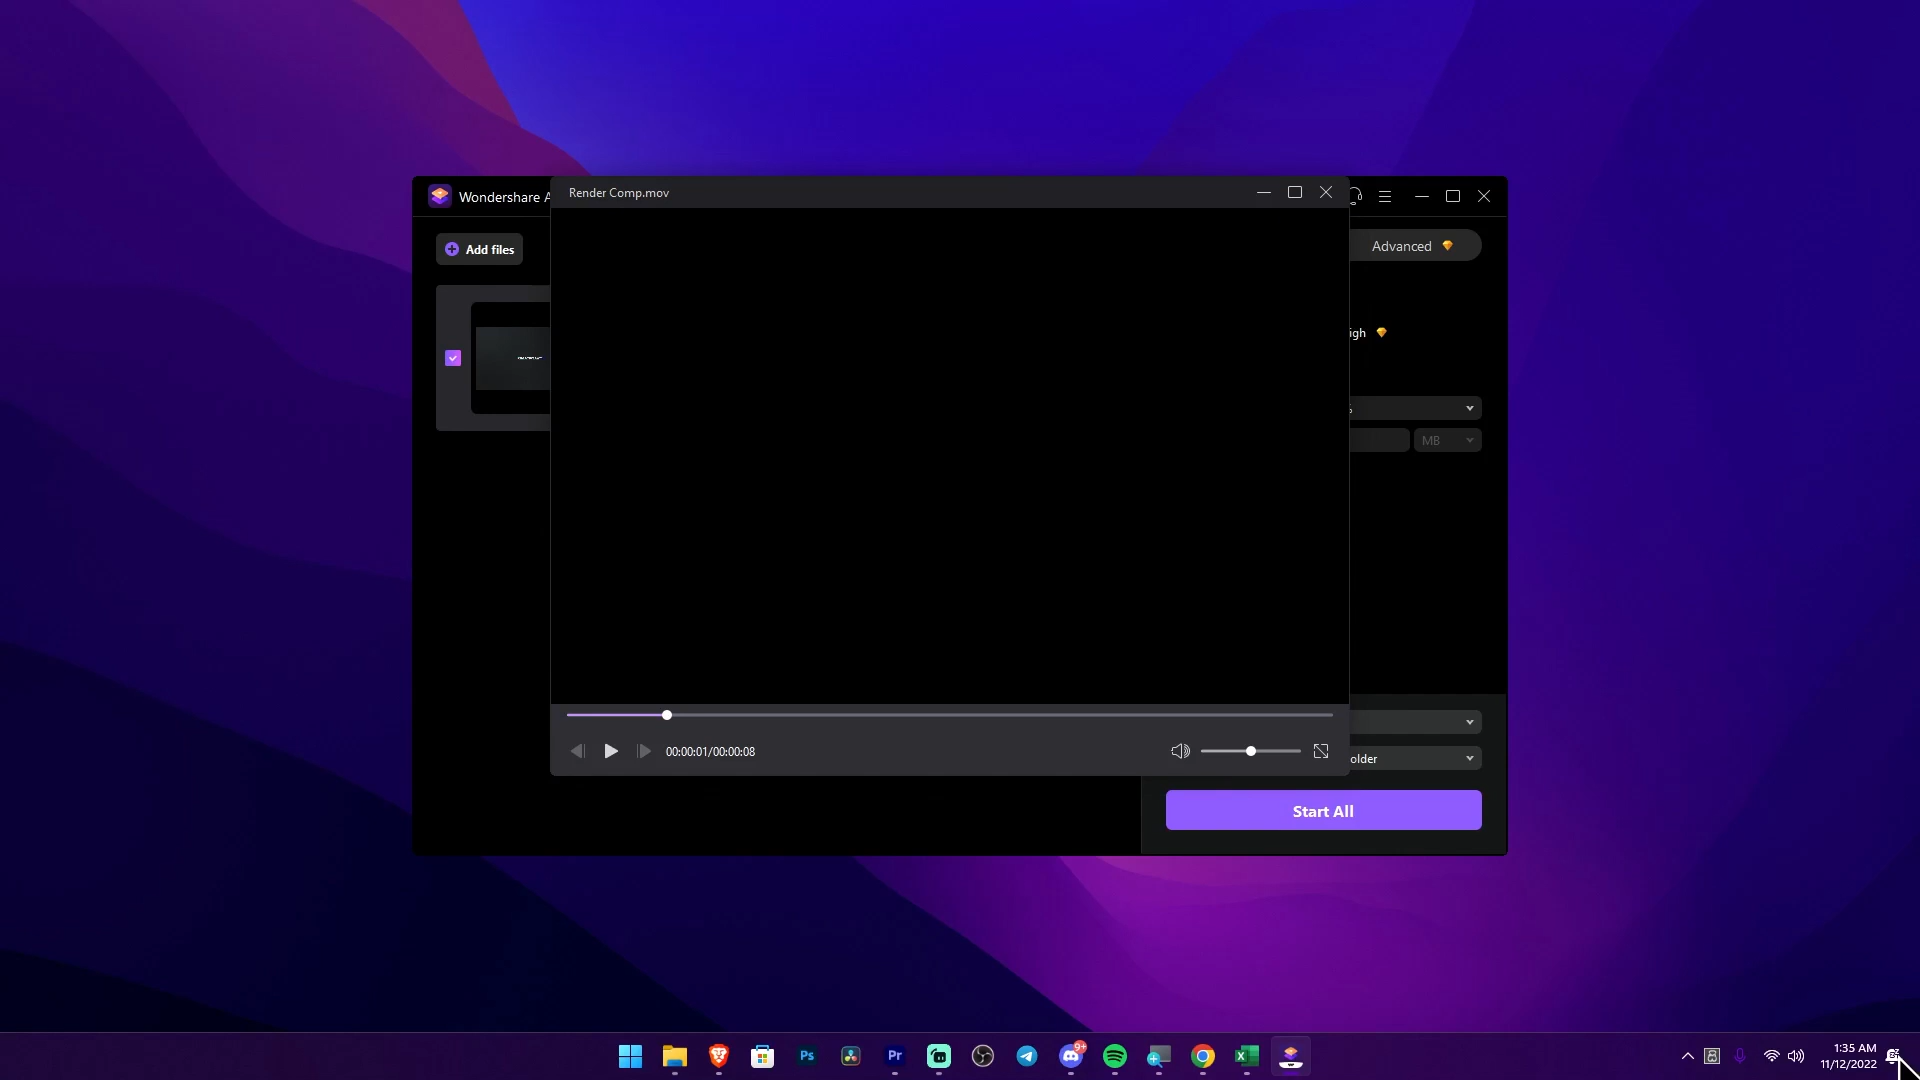 Wondershare A
Render Comp.mov
Add files
Advanced
igh
MB
00:00:01/00:00:08
older
Start All
Ps
Pr
9+
1:35 AM
11/12/2022